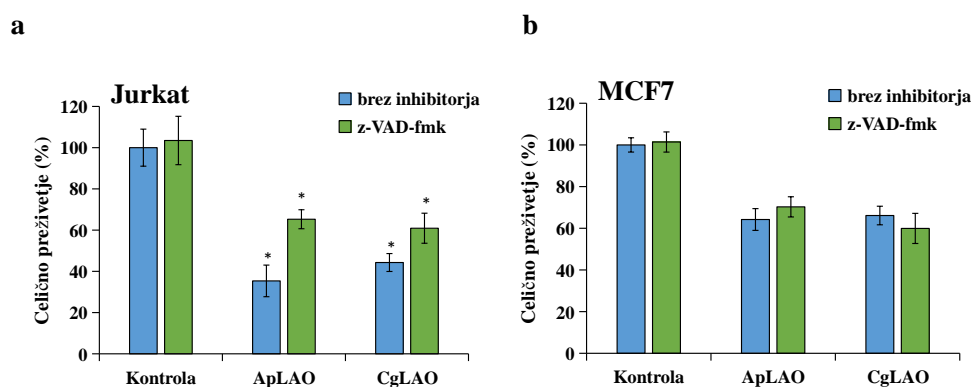 a
Jurkat
brez inhibitorja
z-VAD-fmk
Celično preživetje (%)
120
100
80
60
40
20
0
*
*
*
*
Kontrola
ApLAO
CgLAO
b
MCF7
brez inhibitorja
z-VAD-fmk
Celično preživetje (%)
120
100
80
60
40
20
0
Kontrola
ApLAO
CgLAO